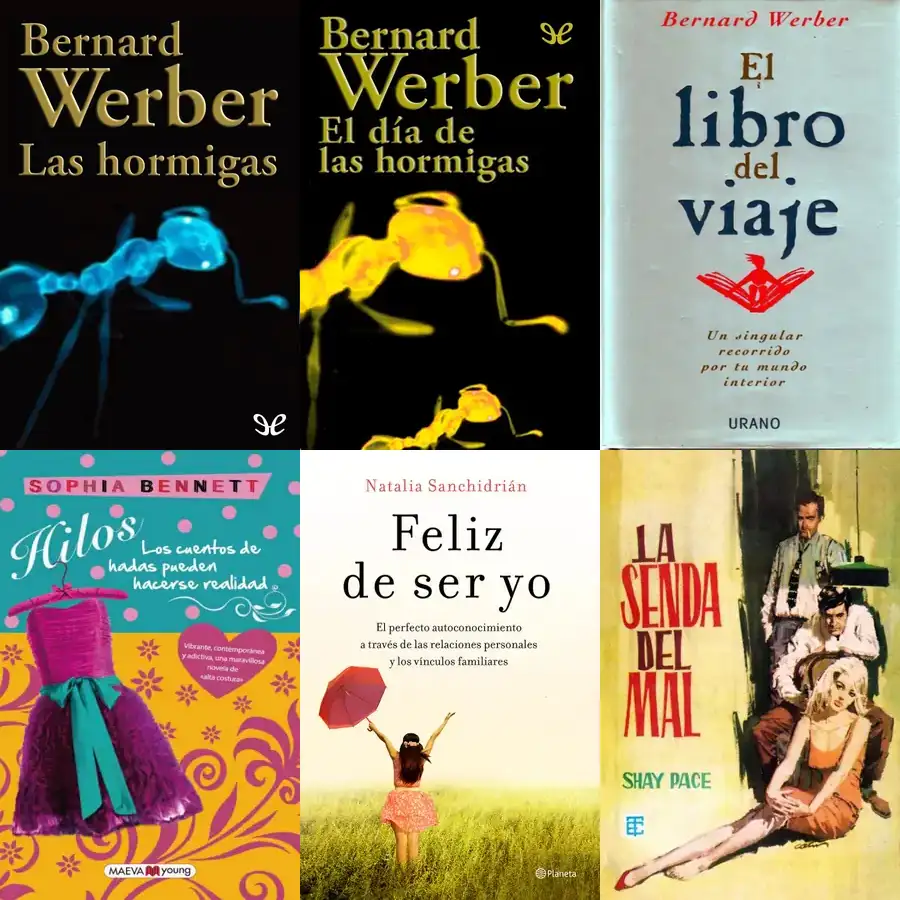 Bernard
Werber
Las hormigas
Bernard
Werber
El día de
las hormigas
Bernard Werber
El
libro
del
viaje
Un singular
recorrido
por tu mundo
interior
URANO
SOPHIA BENNETT
Hilos
Los cuentos de
hadas pueden
hacerse realidad
Vibrante, contemporánea
y adictiva, una maravillosa
novela de
«alta costura»
MAEVA young
Natalia Sanchidrián
Feliz
de ser yo
El perfecto autoconocimiento
a través de las relaciones personales
y los vínculos familiares
Planeta
LA
SENDA
DEL
MAL
SHAY PACE